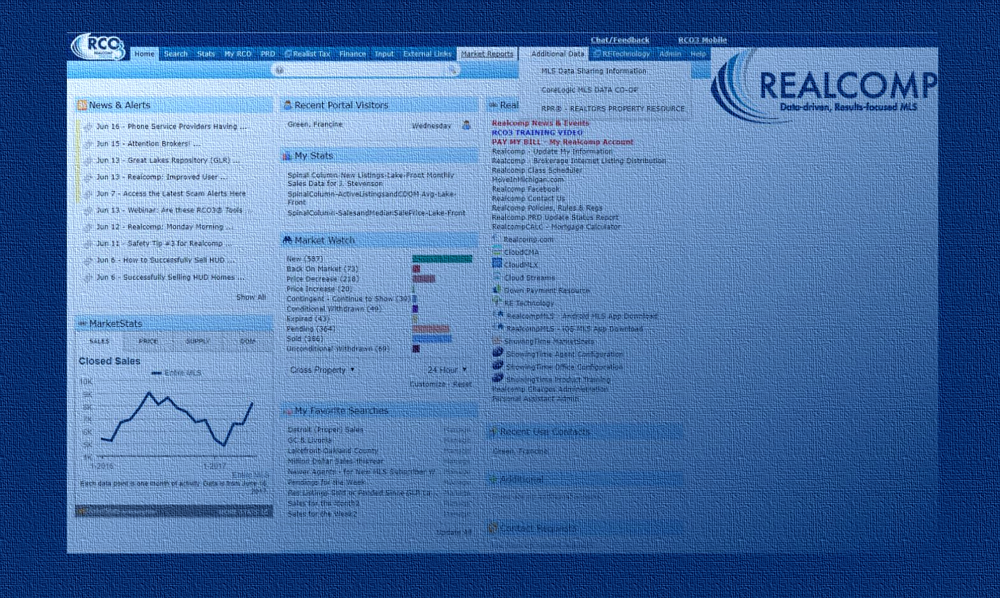 Chat/Feedback RCO3 Mobile
RCO3
REALCOMP
Home Search Stats My RCO PRD Realist Tax Finance Input External Links Market Reports Additional Data RETechnology Admin Help
MLS Data Sharing Information
CoreLogic MLS DATA CO-OP
RPR® - REALTORS PROPERTY RESOURCE
REALCOMP
Data-driven, Results-focused MLS
News & Alerts
Jun 16 - Phone Service Providers Having ...
Jun 15 - Attention Brokers! ...
Jun 13 - Great Lakes Repository (GLR) ...
Jun 13 - Realcomp: Improved User ...
Jun 7 - Access the Latest Scam Alerts Here
Jun 13 - Webinar: Are these RCO3® Tools ...
Jun 12 - Realcomp: Monday Morning ...
Jun 11 - Safety Tip #3 for Realcomp ...
Jun 6 - How to Successfully Sell HUD ...
Jun 6 - Successfully Selling HUD Homes ...
Show All
MarketStats
SALES PRICE SUPPLY DOM
Closed Sales
Entire MLS
10K
9K
8K
7K
6K
5K
4K
1-2016 1-2017
Entire MLS
Each data point is one month of activity. Data is from June 16,
2017.
Recent Portal Visitors
Green, Francine Wednesday
My Stats
Spinal Column-New Listings-Lake-Front Monthly
Sales Data for J. Stevenson
SpinalColumn-ActiveListingsandCDOM Avg-Lake-
Front
SpinalColumn-SalesandMedianSalePrice-Lake-Front
Market Watch
New (587)
Back On Market (73)
Price Decrease (218)
Price Increase (20)
Contingent - Continue to Show (39)
Conditional Withdrawn (49)
Expired (43)
Pending (364)
Sold (386)
Unconditional Withdrawn (69)
Cross Property 24 Hour
Customize - Reset
My Favorite Searches
Detroit (Proper) Sales Manage
GC & Livonia Manage
Lakefront-Oakland County Manage
Million Dollar Sales-thisyear Manage
Newer Agents - for New MLS Subscriber W... Manage
Pendings for the Week Manage
Res Listings Sold or Pended Since GLR La... Manage
Sales for the month2
Sales for the Week2
Update All
Real
Realcomp News & Events
RCO3 TRAINING VIDEO
PAY MY BILL - My Realcomp Account
Realcomp - Update My Information
Realcomp - Brokerage Internet Listing Distribution
Realcomp Class Scheduler
MoveInMichigan.com
Realcomp Facebook
Realcomp Contact Us
Realcomp Policies, Rules & Regs
Realcomp PRD Update Status Report
RealcompCALC - Mortgage Calculator
Realcomp.com
CloudCMA
CloudMLX
Cloud Streams
Down Payment Resource
RE Technology
RealcompMLS - Android MLS App Download
RealcompMLS - iOS MLS App Download
ShowingTime MarketStats
ShowingTime Agent Configuration
ShowingTime Office Configuration
ShowingTime Product Training
Realcomp Charges Administration
Personal Assistant Admin
Recent Use Contacts
Green, Francine
Additional
Contact Requests